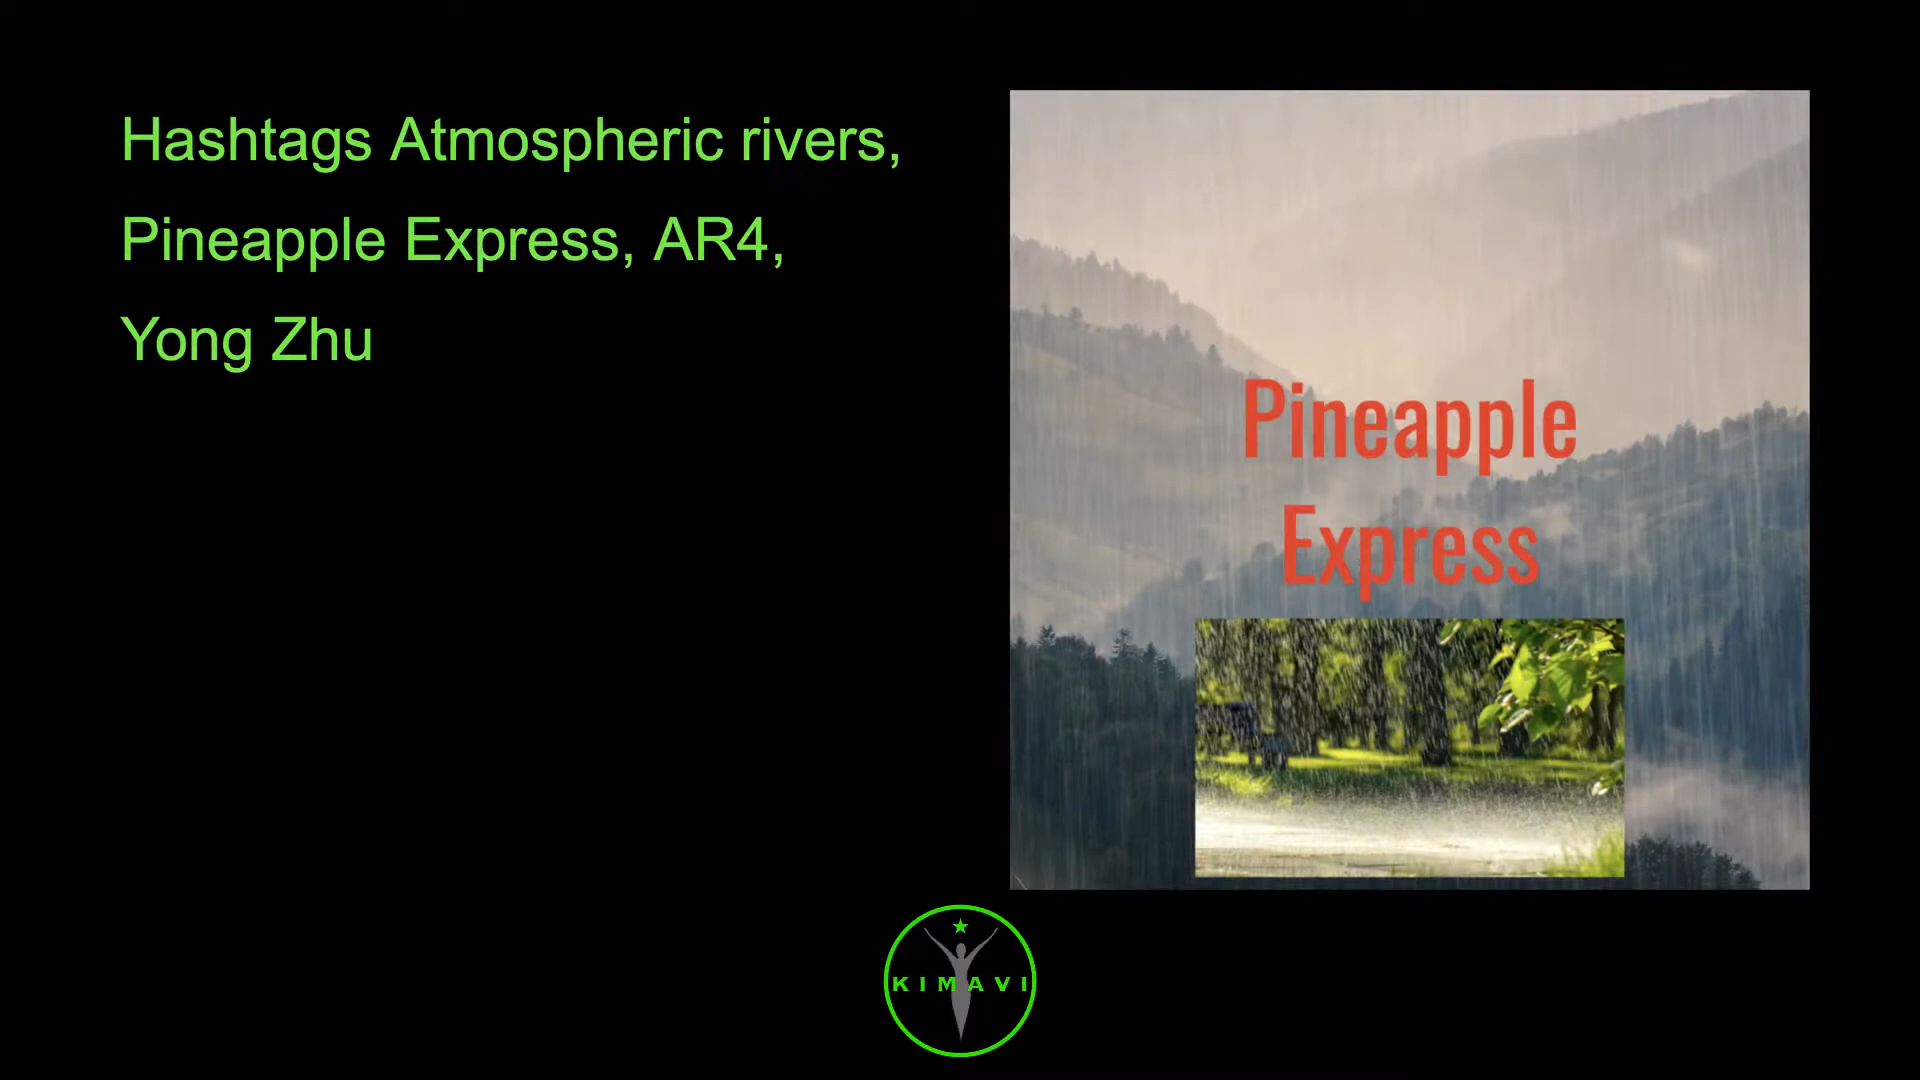 Hashtags Atmospheric rivers,
Pineapple Express, AR4,
Yong Zhu
Pineapple
Express
KIMAVI